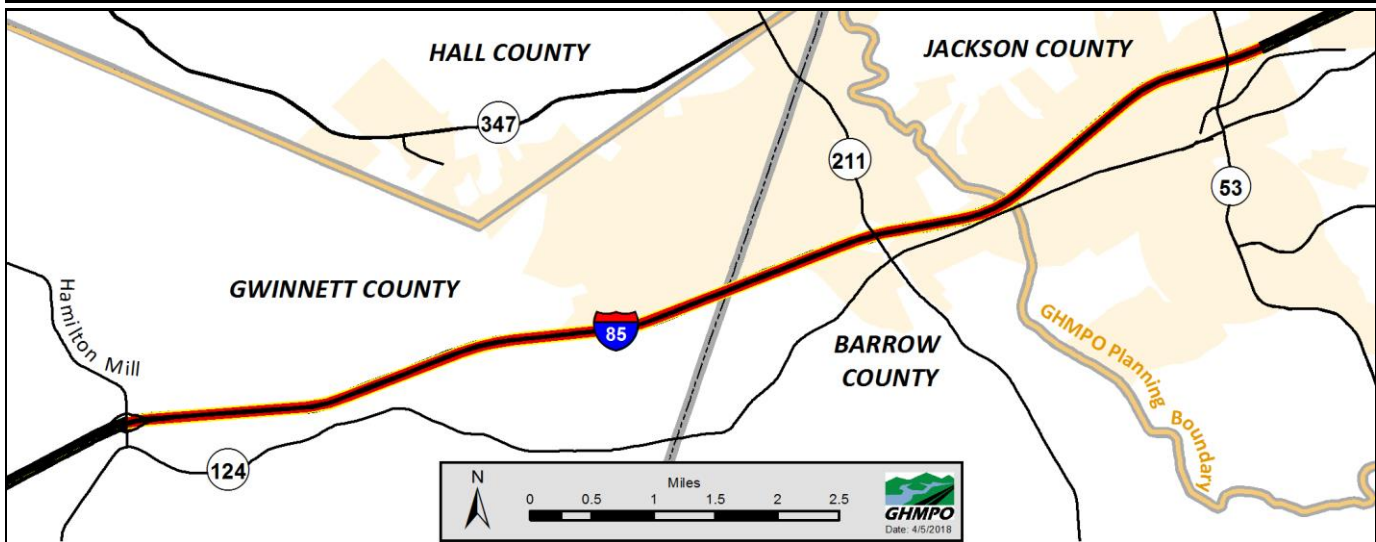 HALL COUNTY
JACKSON COUNTY
347
211
53
Hamilton Mill
GWINNETT COUNTY
85
BARROW
COUNTY
GHMPO Planning Boundary
124
N
Miles
0 0.5 1 1.5 2 2.5
GHMPO
Date: 4/5/2018